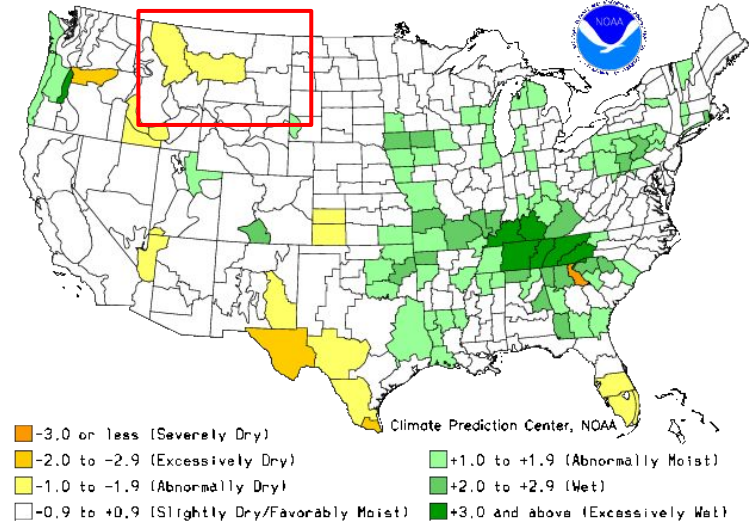 NOAA
Climate Prediction Center, NOAA
-3.0 or less (Severely Dry)
-2.0 to -2.9 (Excessively Dry)
-1.0 to -1.9 (Abnormally Dry)
-0.9 to +0.9 (Slightly Dry/Favorably Moist)
+1.0 to +1.9 (Abnormally Moist)
+2.0 to +2.9 (Wet)
+3.0 and above (Excessively Wet)